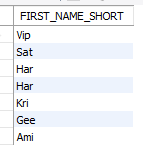 FIRST_NAME_SHORT
Vip
Sat
Har
Har
Kri
Gee
Ami